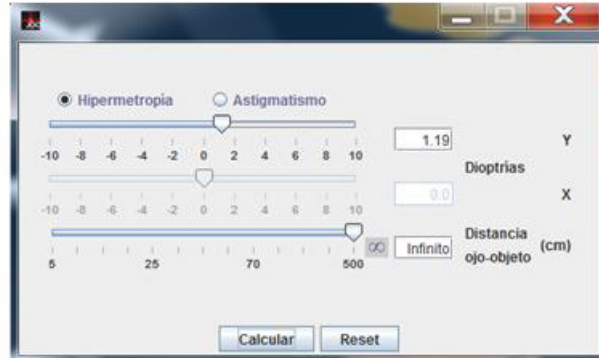 Hipermetropia Astigmatismo
1.19 Y
-10 -8 -6 -4 -2 0 2 4 6 8 10
Dioptrías
0.0 X
-10 -8 -6 -4 -2 0 2 4 6 8 10
∞ Infinito Distancia ojo-objeto (cm)
5 25 70 500
Calcular Reset